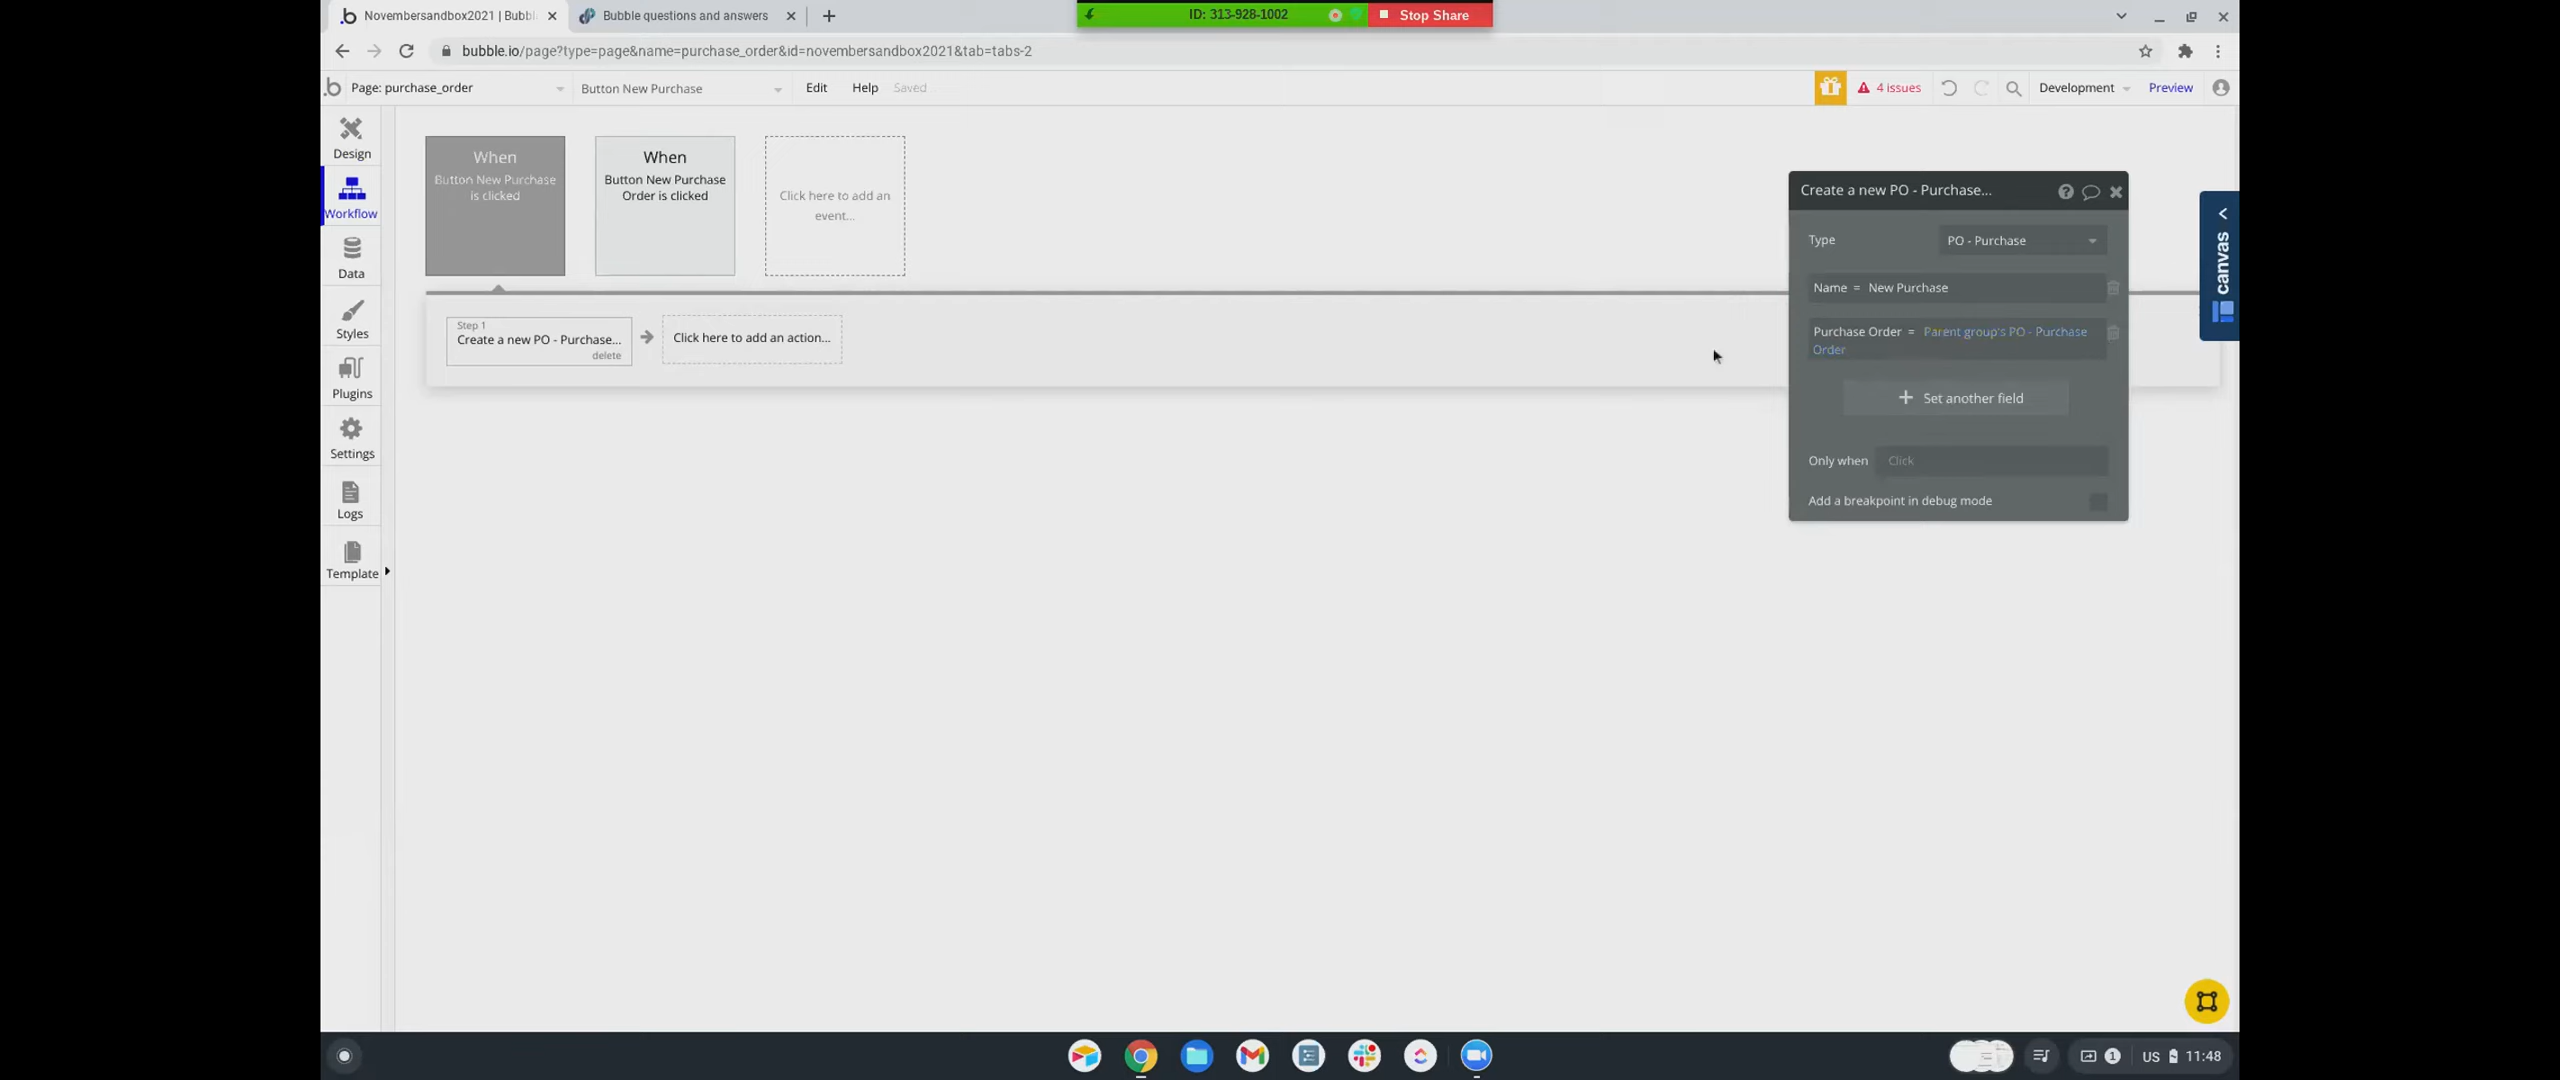 Novembersandbox2021 | Bubbl
Bubble questions and answers
ID: 313-928-1002
Stop Share
bubble.io/page?type=page&name=purchase_order&id=novembersandbox2021&tab=tabs-2
Page: purchase_order
Button New Purchase
Edit
Help
Saved
4 issues
Development
Preview
Design
Workflow
Data
Styles
Plugins
Settings
Logs
Template
When
Button New Purchase
is clicked
When
Button New Purchase
Order is clicked
Click here to add an
event...
Step 1
Create a new PO - Purchase...
delete
Click here to add an action...
Create a new PO - Purchase...
Type
PO - Purchase
Name = New Purchase
Purchase Order = Parent group's PO - Purchase
Order
Set another field
Only when
Click
Add a breakpoint in debug mode
canvas
1
US
11:48